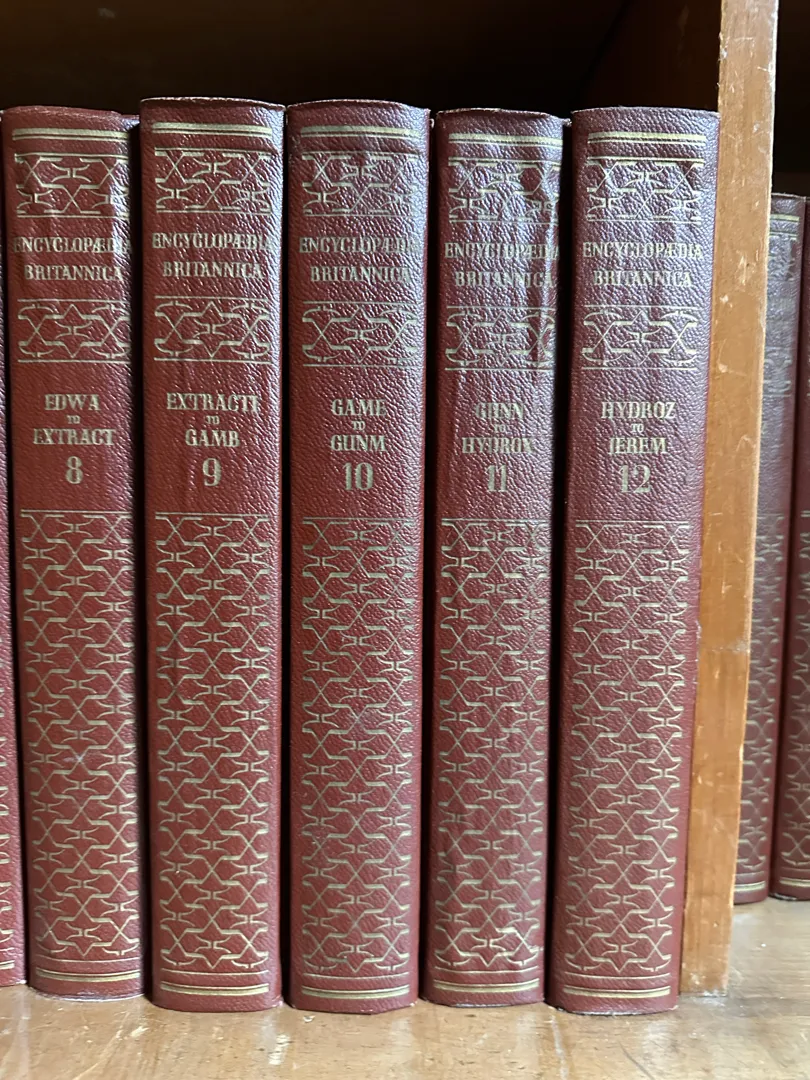 ENCYCLOPÆDIA
BRITANNICA
EDWA
TO
EXTRACT
8
ENCYCLOPÆDIA
BRITANNICA
EXTRACTI
TO
GAMB
9
ENCYCLOPÆDIA
BRITANNICA
GAME
TO
GUNM
10
ENCYCLOPÆDIA
BRITANNICA
GUNN
TO
HYDROX
11
ENCYCLOPÆDIA
BRITANNICA
HYDROZ
TO
JEREM
12